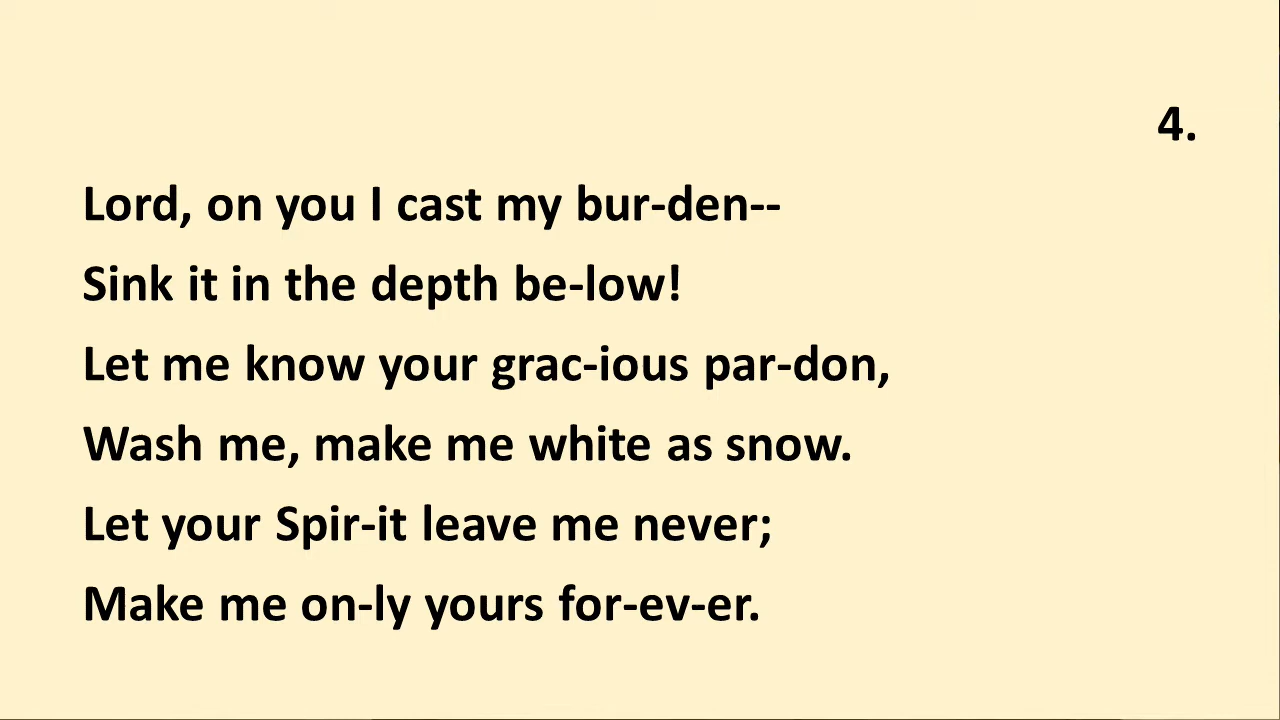 4.
Lord, on you I cast my bur-den--
Sink it in the depth be-low!
Let me know your grac-ious par-don,
Wash me, make me white as snow.
Let your Spir-it leave me never;
Make me on-ly yours for-ev-er.